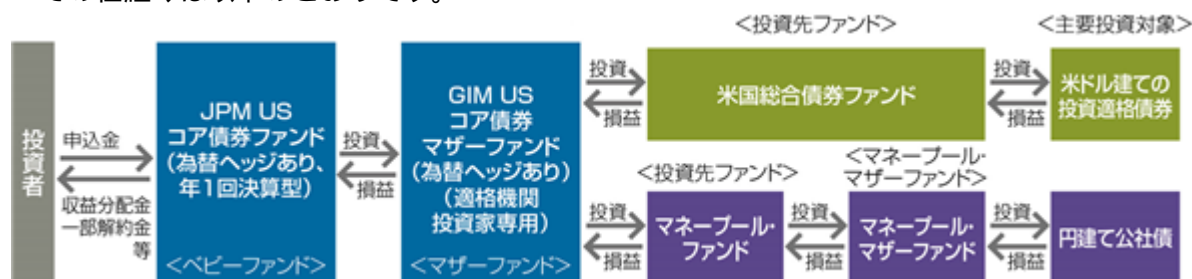 <投資先ファンド>
<主要投資対象>
投資者
申込金
収益分配金
一部解約金
等
JPM US
コア債券ファンド
(為替ヘッジあり、
年1回決算型)
<ベビーファンド>
投資
損益
GIM US
コア債券
マザーファンド
(為替ヘッジあり)
(適格機関
投資家専用)
<マザーファンド>
投資
損益
米国総合債券ファンド
投資
損益
米ドル建ての
投資適格債券
<投資先ファンド>
<マネープール・
マザーファンド>
投資
損益
マネープール・
ファンド
投資
損益
マネープール・
マザーファンド
投資
損益
円建て公社債